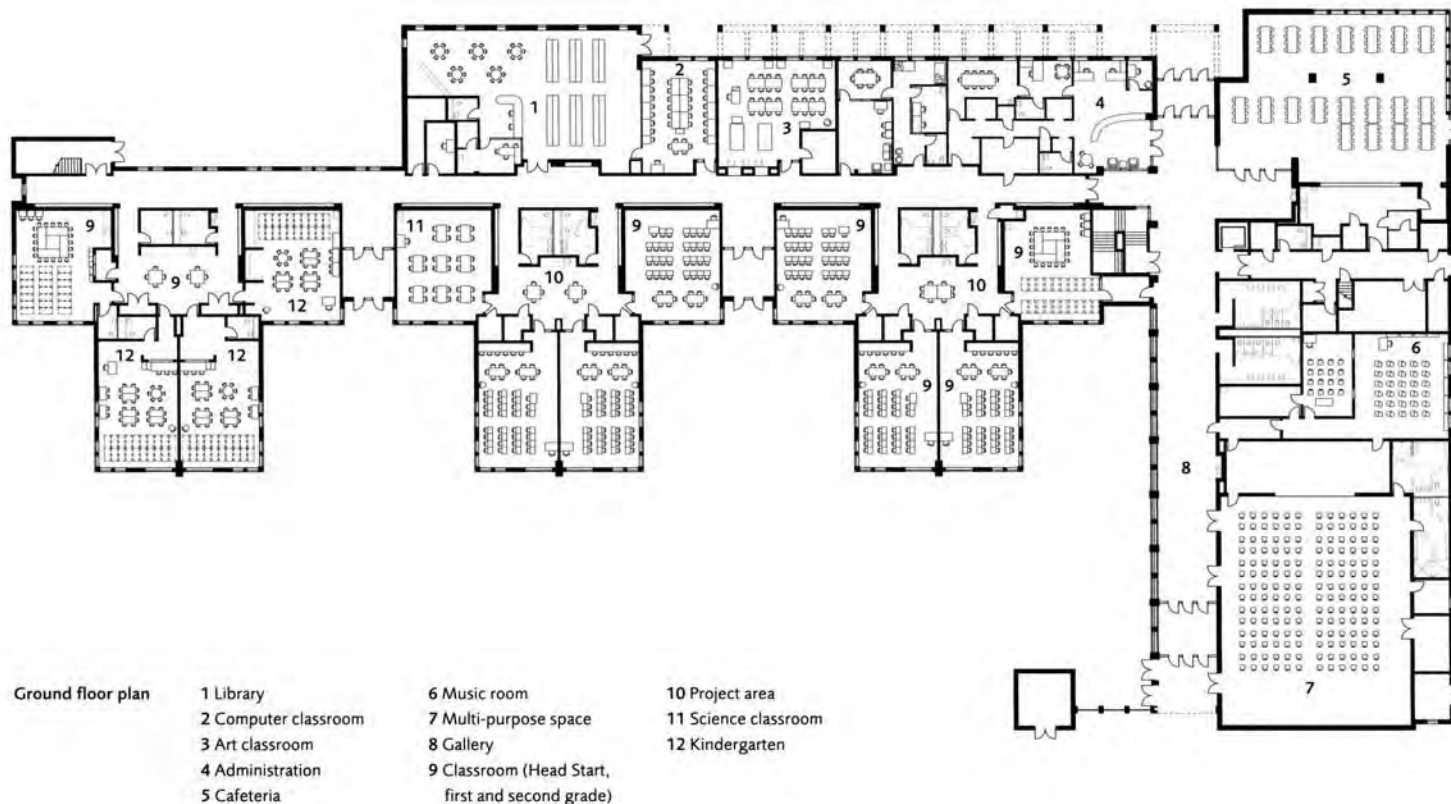 1
2
3
4
5
9
9
12
12
12
11
10
9
9
10
9
9
9
6
8
7
Ground floor plan
1 Library
2 Computer classroom
3 Art classroom
4 Administration
5 Cafeteria
6 Music room
7 Multi-purpose space
8 Gallery
9 Classroom (Head Start,
first and second grade)
10 Project area
11 Science classroom
12 Kindergarten